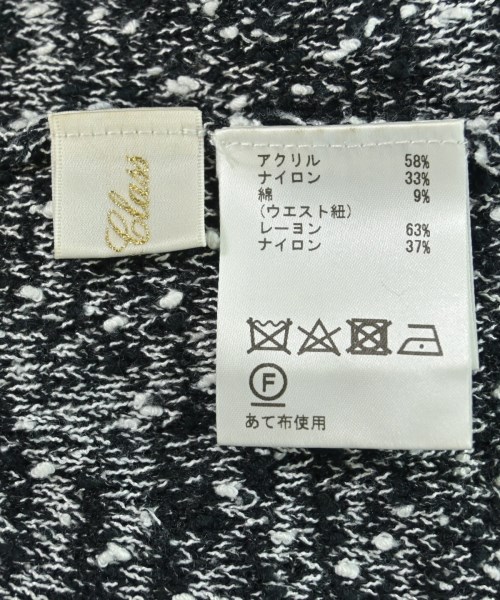 Class
アクリル 58%
ナイロン 33%
綿 9%
(ウエスト紐)
レーヨン 63%
ナイロン 37%
F
あて布使用